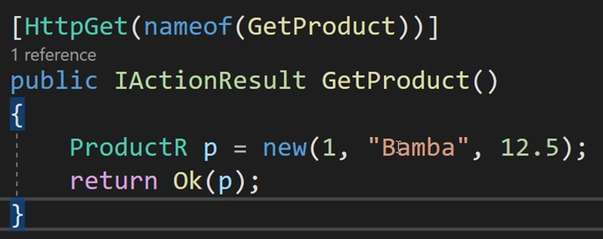 [HttpGet(nameof(GetProduct))]
1 reference
public IActionResult GetProduct()
{
ProductR p = new(1, "Bamba", 12.5);
return Ok(p);
}